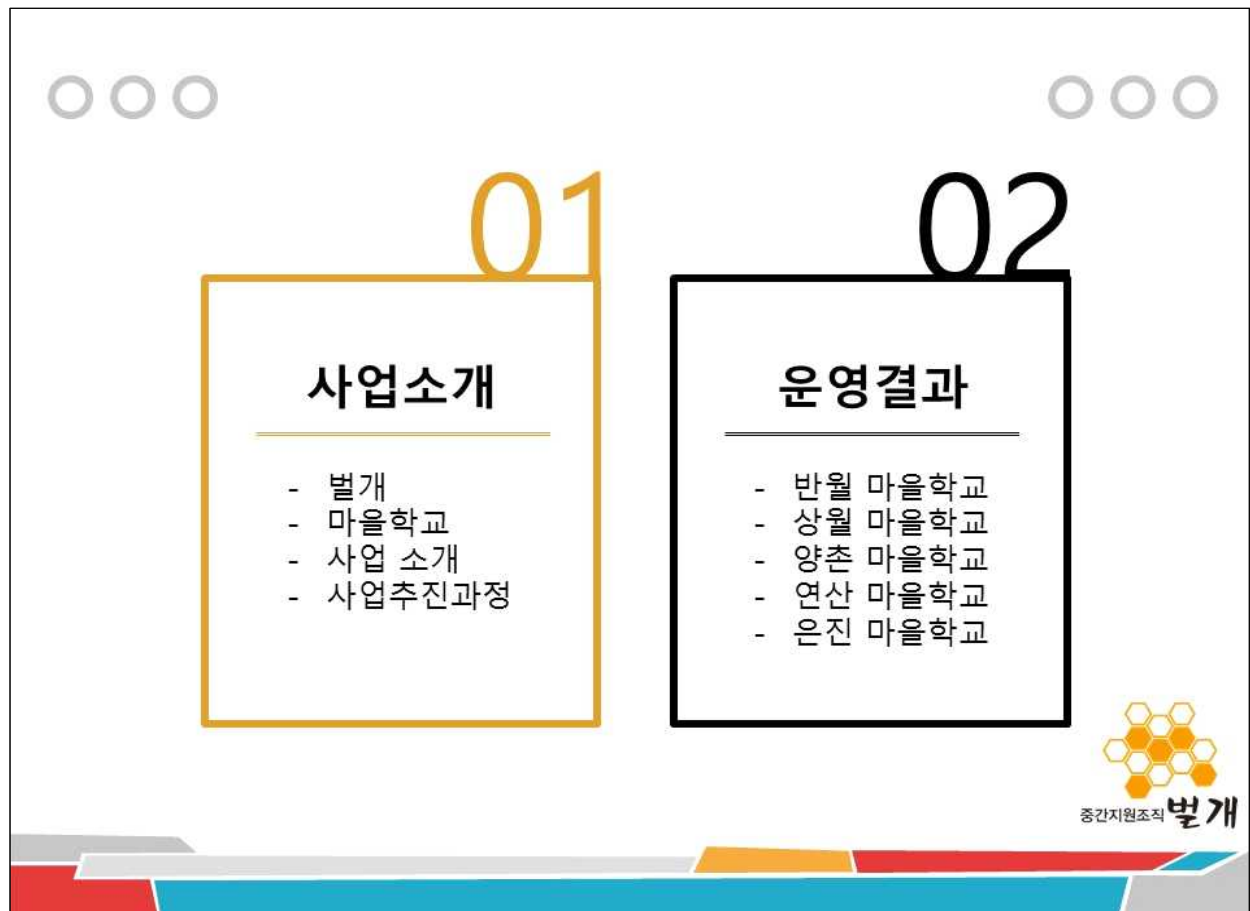 01
사업소개
- 벌개
- 마을학교
- 사업 소개
- 사업추진과정
02
운영결과
- 반월 마을학교
- 상월 마을학교
- 양촌 마을학교
- 연산 마을학교
- 은진 마을학교
중간지원조직 벌개